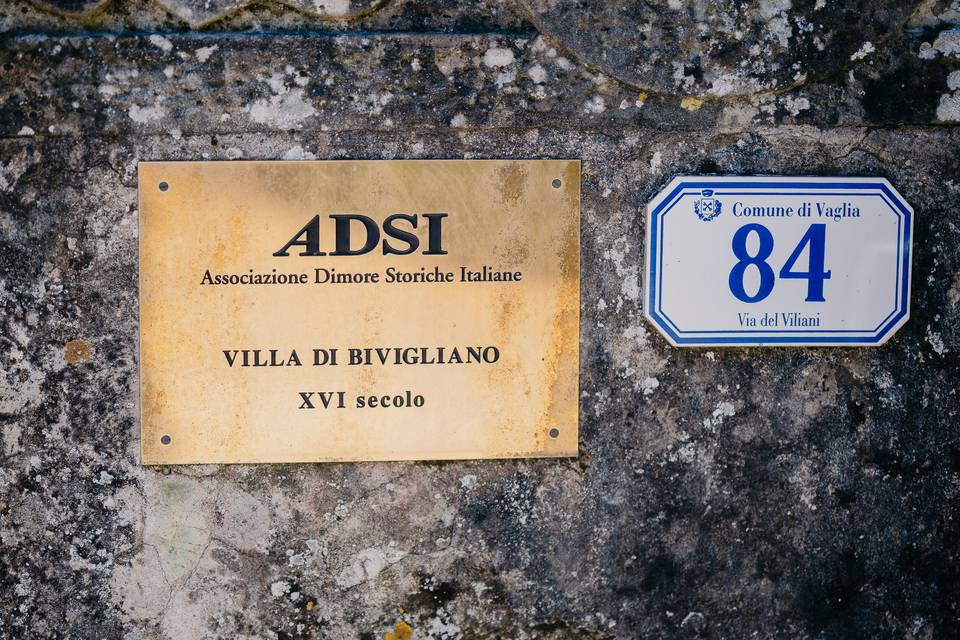 ADSI
Associazione Dimore Storiche Italiane
VILLA DI BIVIGLIANO
XVI secolo
Comune di Vaglia
84
Via del Viliani